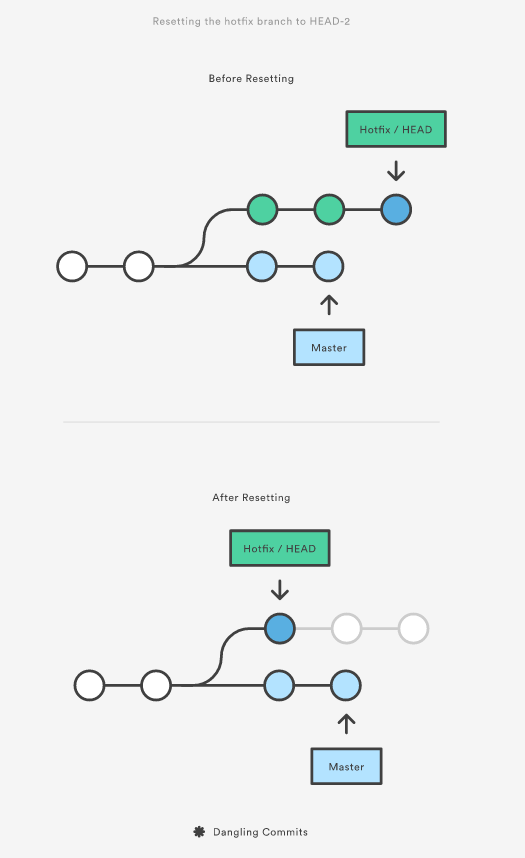 Resetting the hotfix branch to HEAD-2
Before Resetting
Hotfix / HEAD
Master
After Resetting
Hotfix / HEAD
Master
Dangling Commits